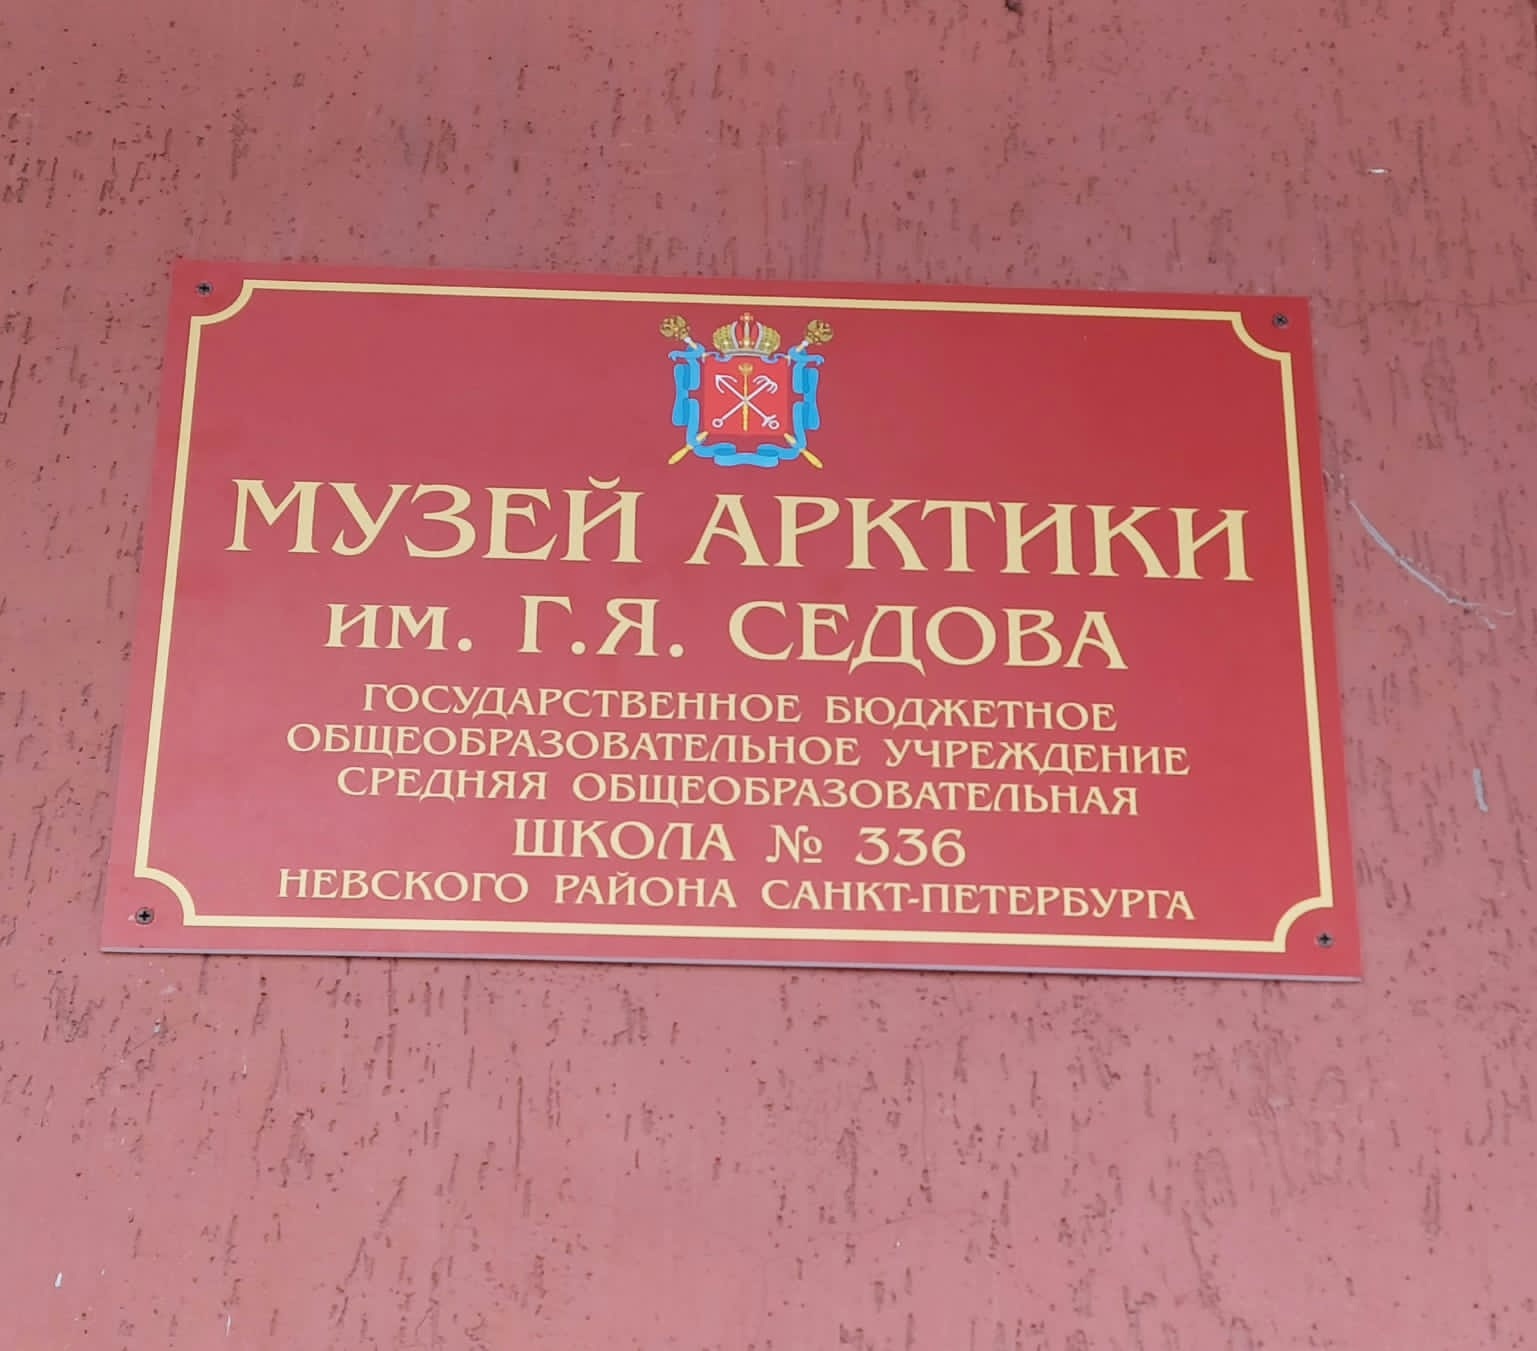 МУЗЕЙ АРКТИКИ
им. Г.Я. СЕДОВА
ГОСУДАРСТВЕННОЕ БЮДЖЕТНОЕ
ОБЩЕОБРАЗОВАТЕЛЬНОЕ УЧРЕЖДЕНИЕ
СРЕДНЯЯ ОБЩЕОБРАЗОВАТЕЛЬНАЯ
ШКОЛА № 336
НЕВСКОГО РАЙОНА САНКТ-ПЕТЕРБУРГА